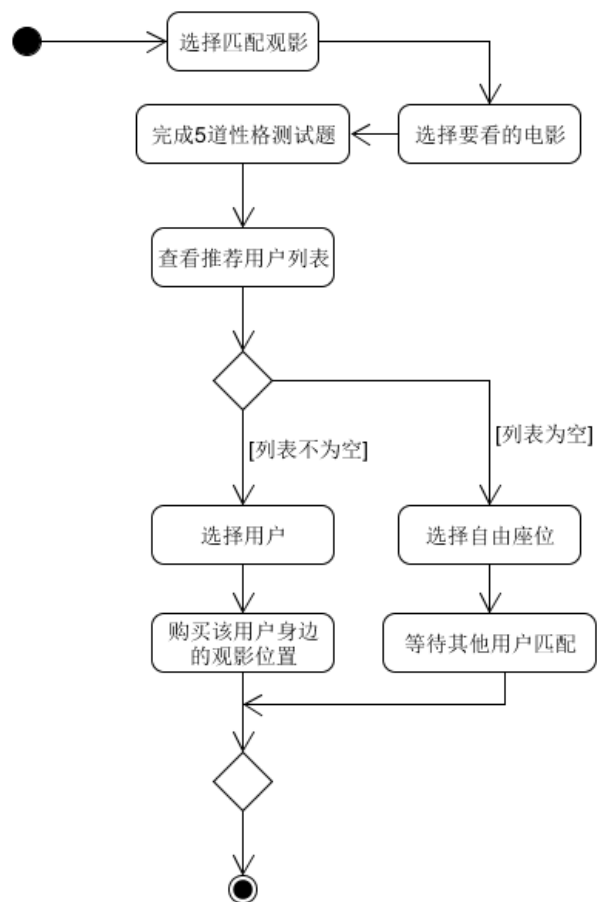 选择匹配观影
选择要看的电影
完成5道性格测试题
查看推荐用户列表
[列表不为空]
[列表为空]
选择用户
选择自由座位
购买该用户身边
的观影位置
等待其他用户匹配